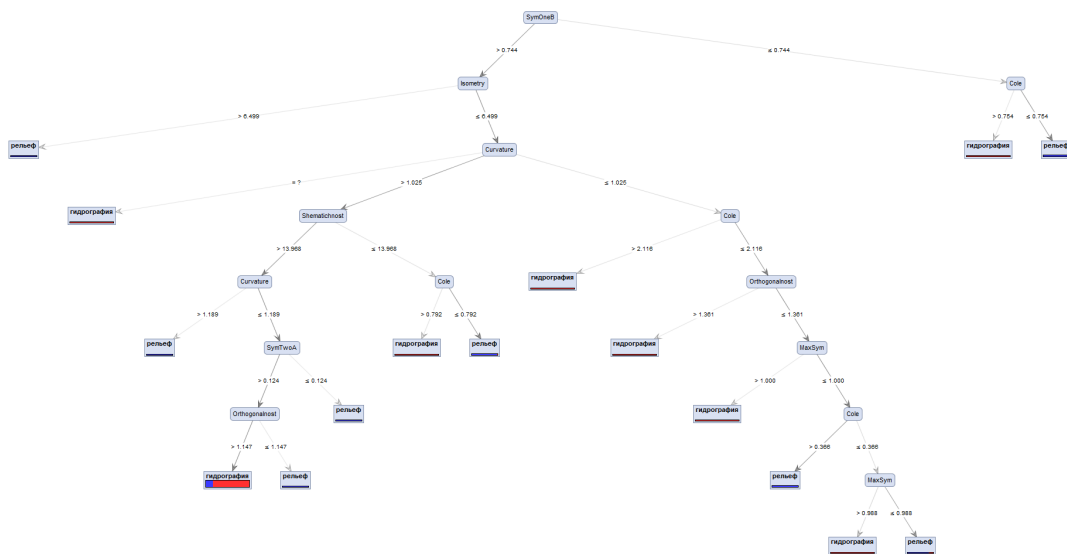 SymOneB
> 0.744
≤ 0.744
Isometry
Cole
> 6.499
≤ 6.499
> 0.754
≤ 0.754
рельеф
Curvature
гидрография
рельеф
= ?
> 1.025
≤ 1.025
гидрография
Shematichnost
Cole
> 13.968
≤ 13.968
> 2.116
≤ 2.116
Curvature
Cole
гидрография
Orthogonalnost
> 1.189
≤ 1.189
> 0.792
≤ 0.792
> 1.361
≤ 1.361
рельеф
SymTwoA
гидрография
рельеф
гидрография
MaxSym
> 0.124
≤ 0.124
> 1.000
≤ 1.000
Orthogonalnost
рельеф
гидрография
Cole
> 1.147
≤ 1.147
> 0.366
≤ 0.366
гидрография
рельеф
рельеф
MaxSym
> 0.988
≤ 0.988
гидрография
рельеф